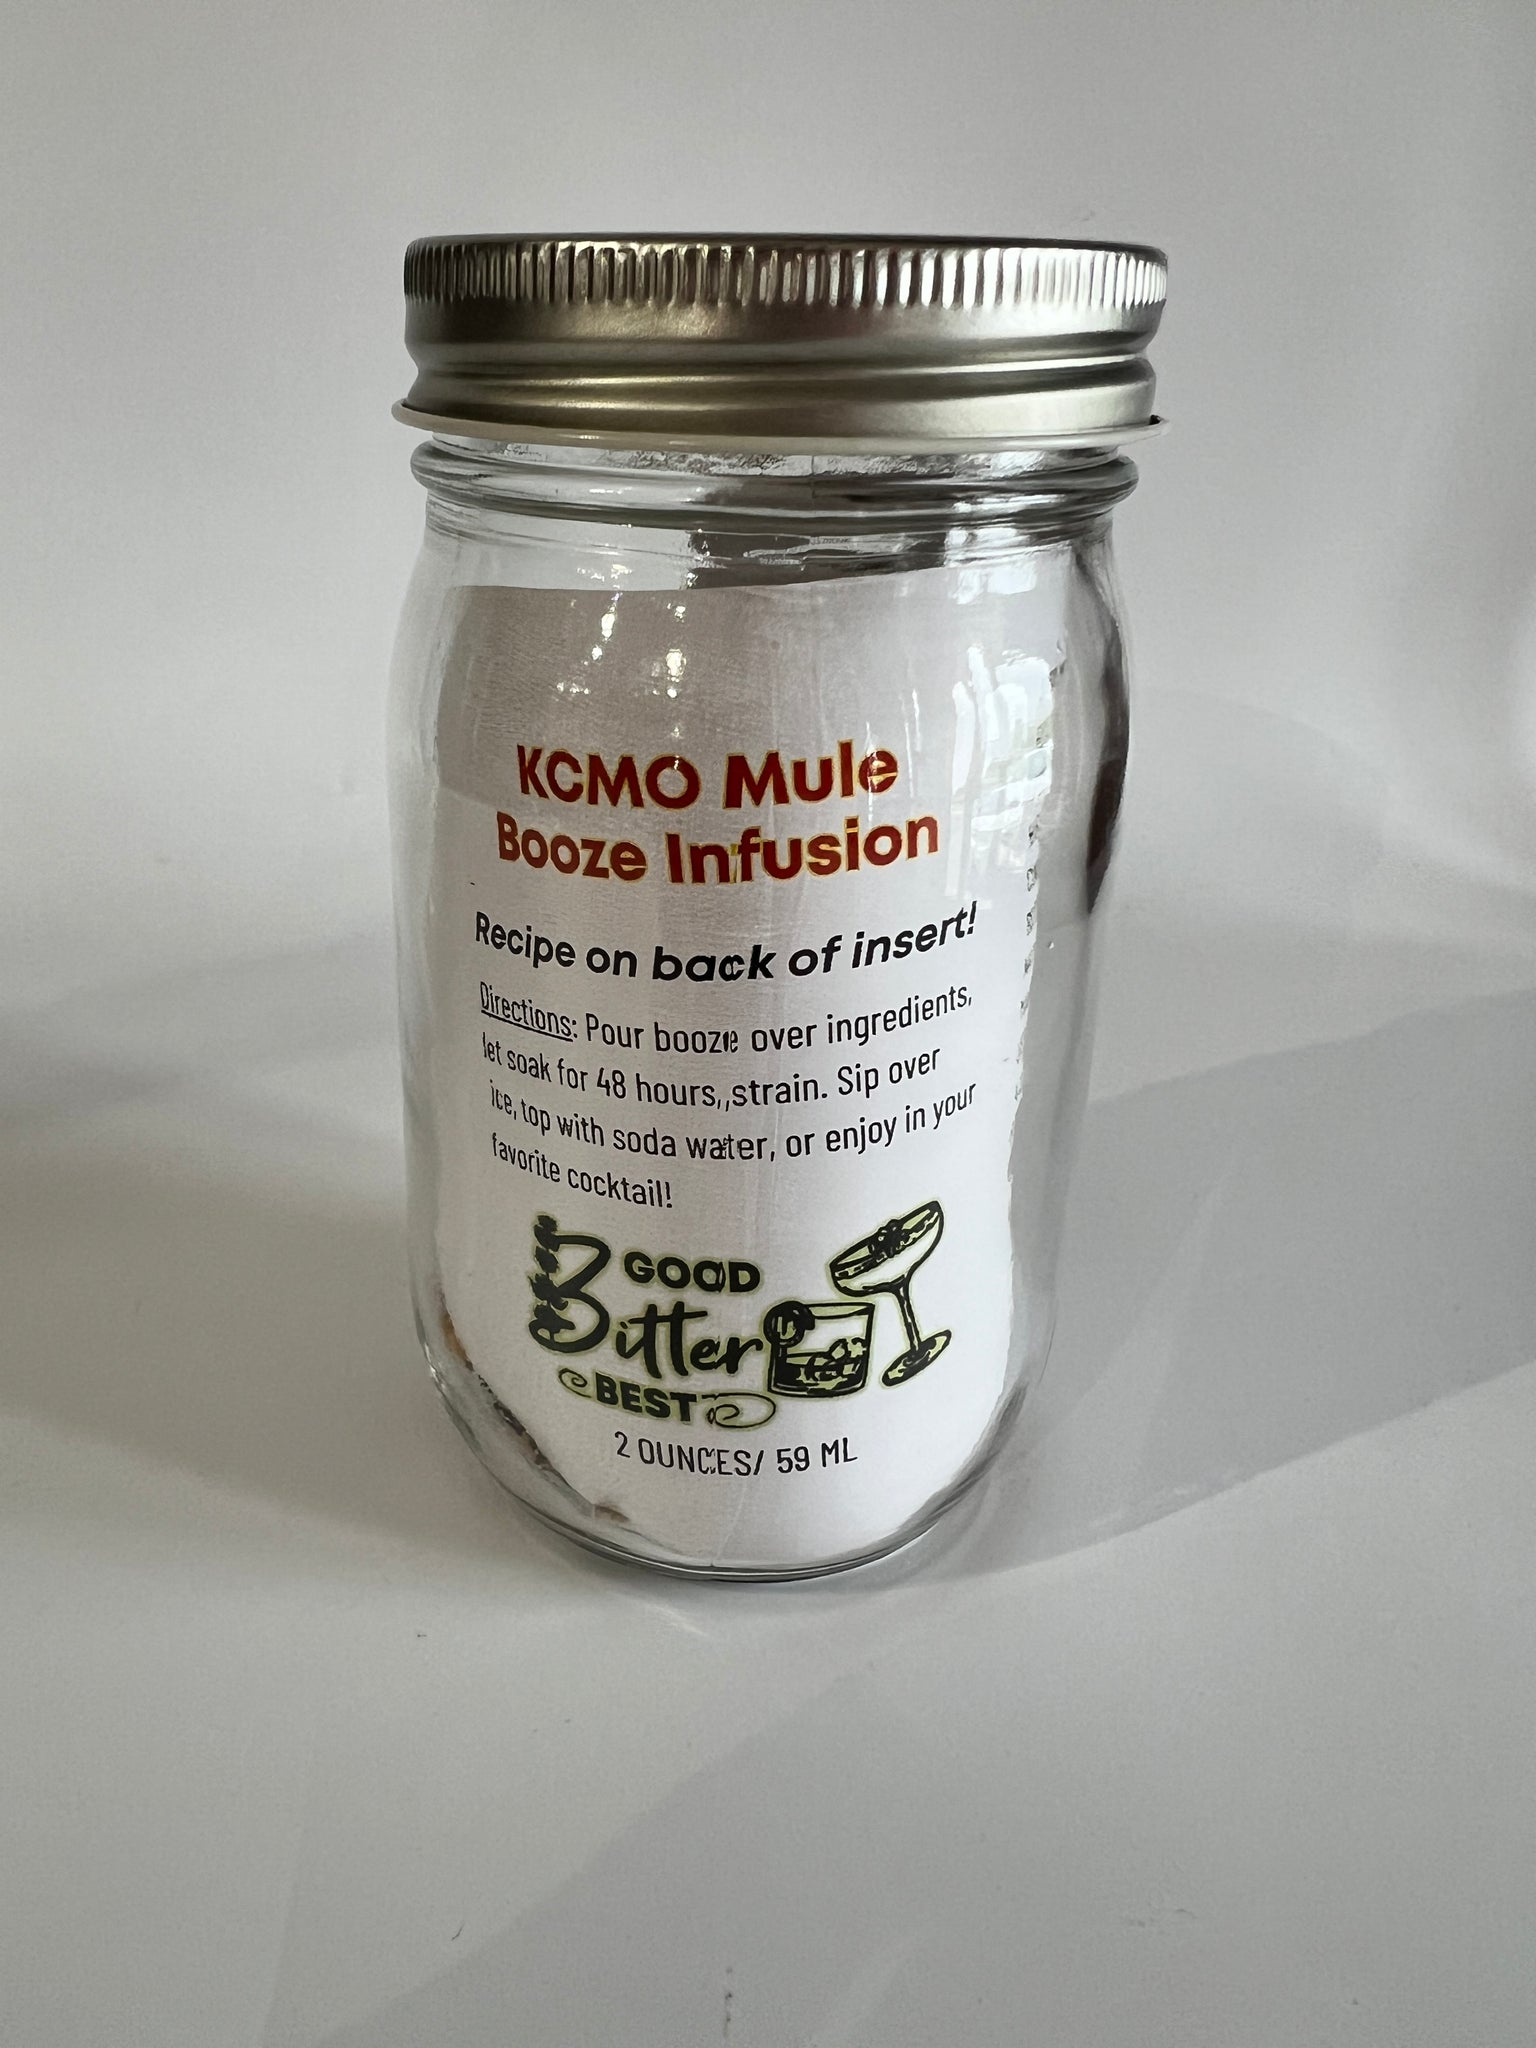 KCMO Mule
Booze Infusion
Recipe on back of insert!
Directions: Pour booze over ingredients,
let soak for 48 hours, strain. Sip over
ice, top with soda water, or enjoy in your
favorite cocktail!
GOOD
Bitter
BEST
2 OUNCES/ 59 ML